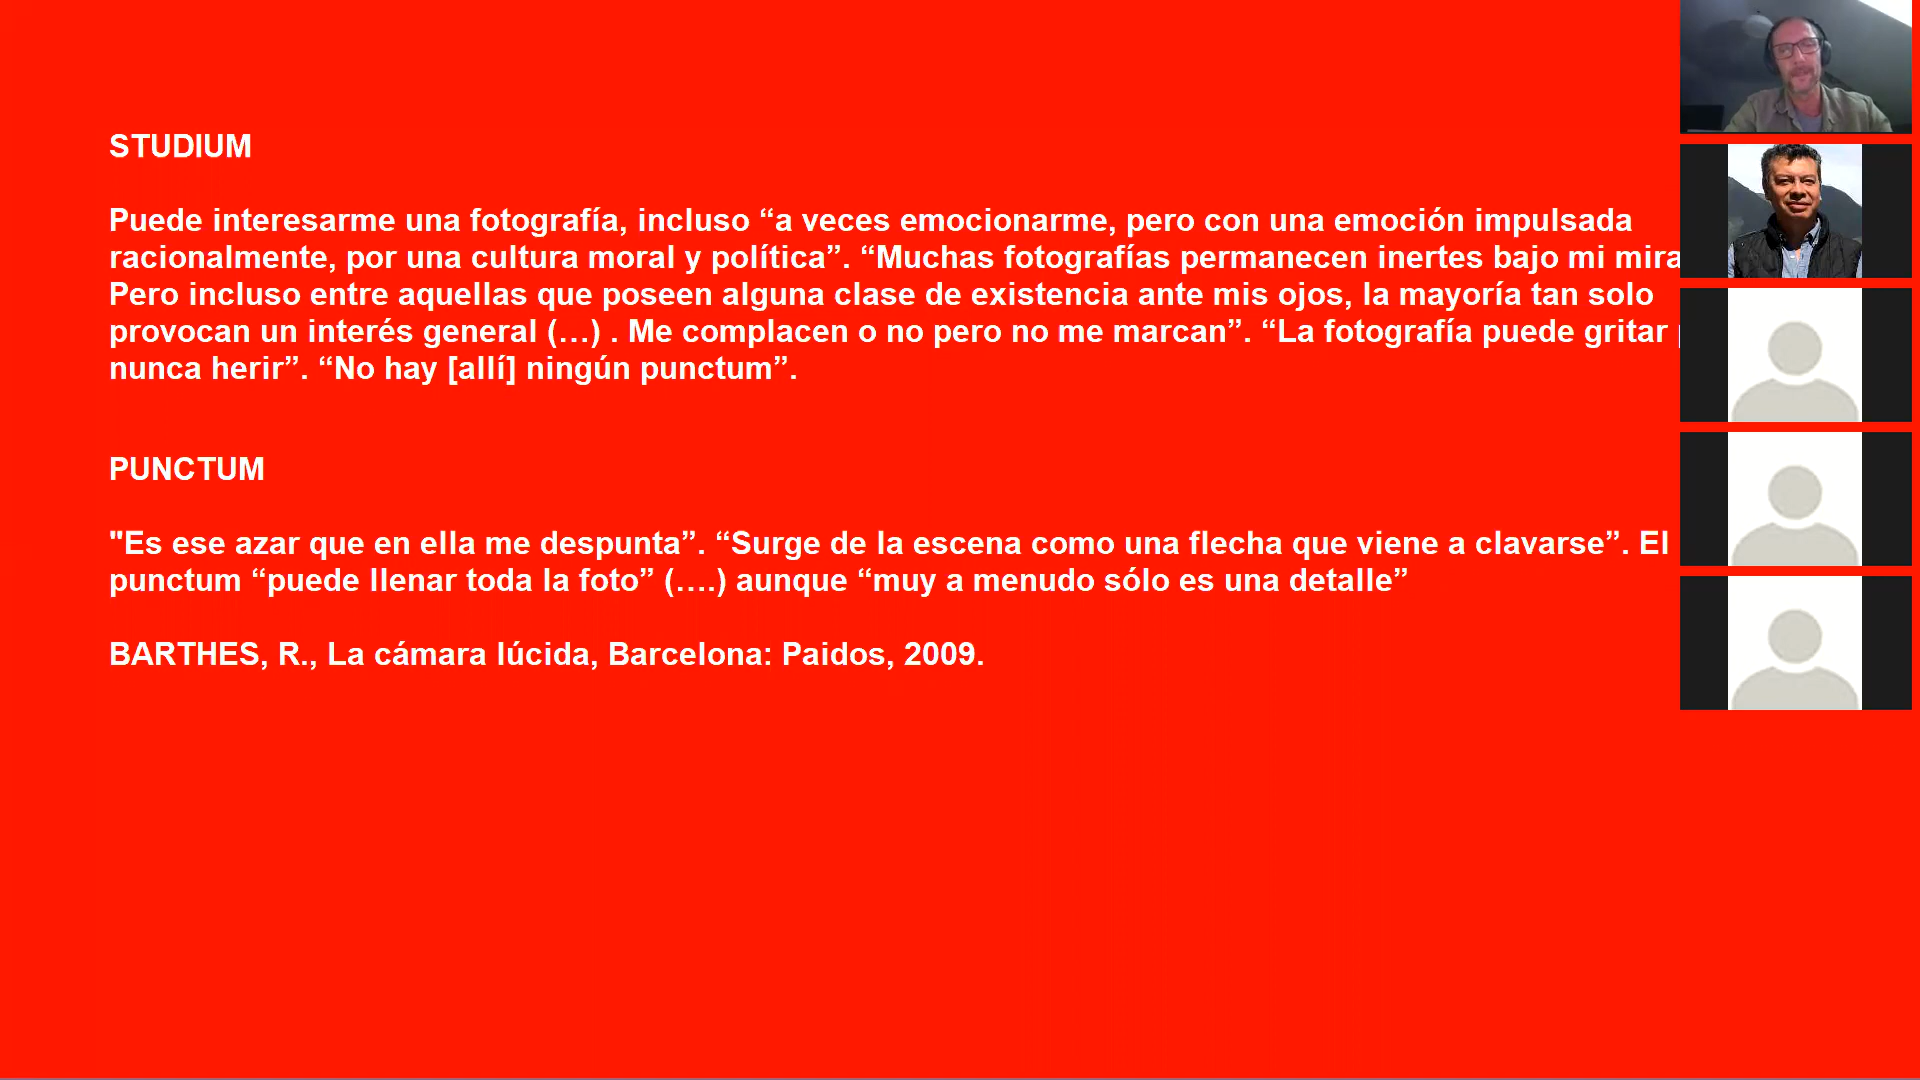 STUDIUM
Puede interesarme una fotografía, incluso “a veces emocionarme, pero con una emoción impulsada
racionalmente, por una cultura moral y política”. “Muchas fotografías permanecen inertes bajo mi
Pero incluso entre aquellas que poseen alguna clase de existencia ante mis ojos, la mayoría tan solo
provocan un interés general (…) . Me complacen o no pero no me marcan”. “La fotografía puede gritar
nunca herir”. “No hay [allí] ningún punctum”.
PUNCTUM
"Es ese azar que en ella me despunta”. “Surge de la escena como una flecha que viene a clavarse”. El
punctum “puede llenar toda la foto” (….) aunque “muy a menudo sólo es una detalle”
BARTHES, R., La cámara lúcida, Barcelona: Paidos, 2009.